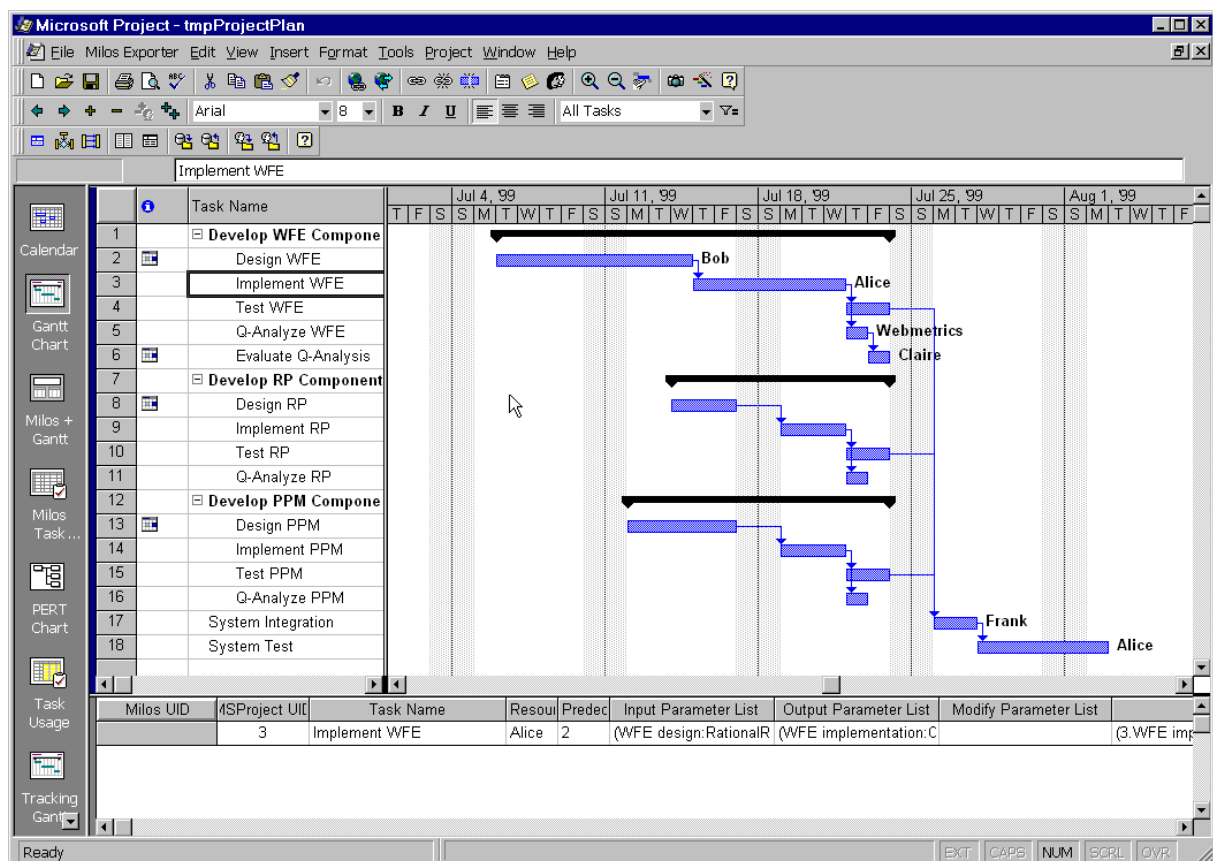 Microsoft Project - tmpProjectPlan
File Milos Exporter Edit View Insert Format Tools Project Window Help
Arial 8 B I U All Tasks
Implement WFE
Task Name Jul 4, '99 Jul 11, '99 Jul 18, '99 Jul 25, '99 Aug 1, '99
T F S S M T W T F S S M T W T F S S M T W T F S S M T W T F S S M T W T F
1 Develop WFE Compone
Calendar
2 Design WFE Bob
3 Implement WFE Alice
4 Test WFE
Gantt Chart
5 Q-Analyze WFE Webmetrics
6 Evaluate Q-Analysis Claire
7 Develop RP Component
8 Design RP
Milos + Gantt
9 Implement RP
10 Test RP
11 Q-Analyze RP
12 Develop PPM Compone
Milos Task ...
13 Design PPM
14 Implement PPM
15 Test PPM
16 Q-Analyze PPM
PERT Chart
17 System Integration Frank
18 System Test Alice
Task Usage
Milos UID MSProject UID Task Name Resour Predec Input Parameter List Output Parameter List Modify Parameter List
3 Implement WFE Alice 2 (WFE design:RationalR (WFE implementation:C (3.WFE imp
Tracking Gantt
Ready EXT CAPS NUM SCRL OVR